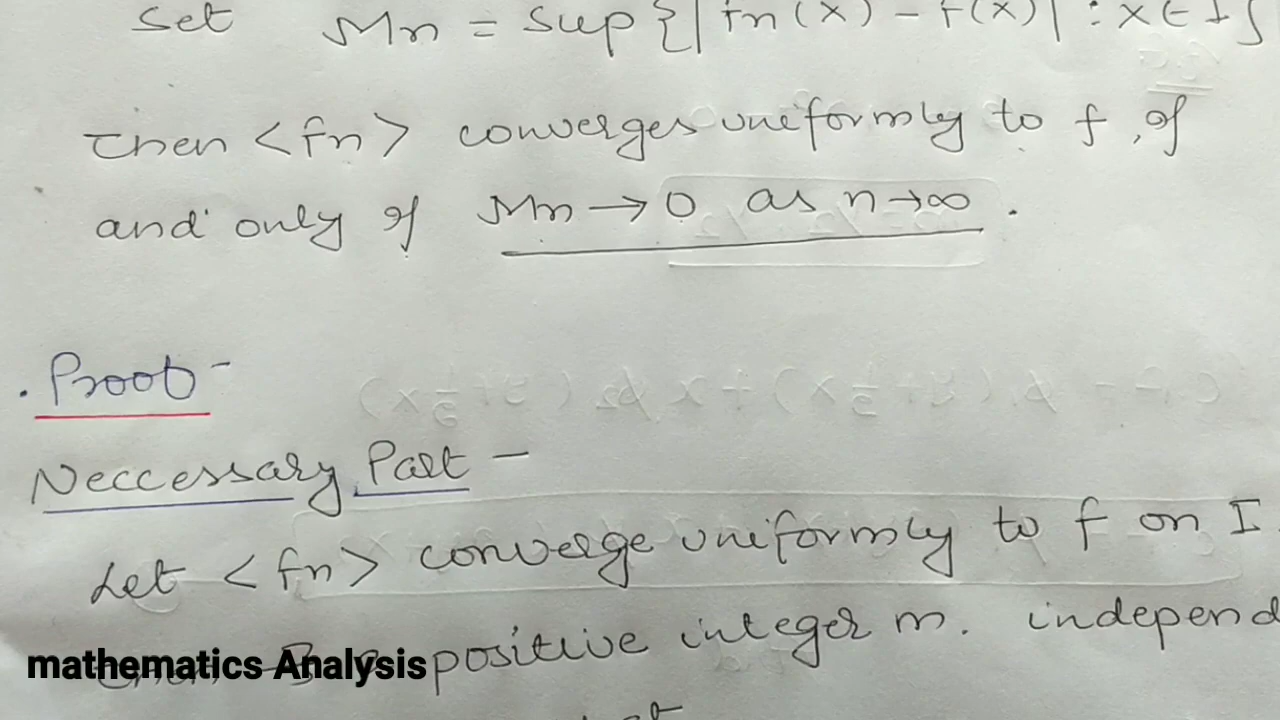 Set Mn = Sup {| fn(x) - f(x) | : x ∈ I }
Then <fn> converges uniformly to f, if
and only if Mn → 0 as n→∞ .
. Proof -
Neccessary Part -
Let <fn> converge uniformly to f on I
positive integer m. independ
mathematics Analysis